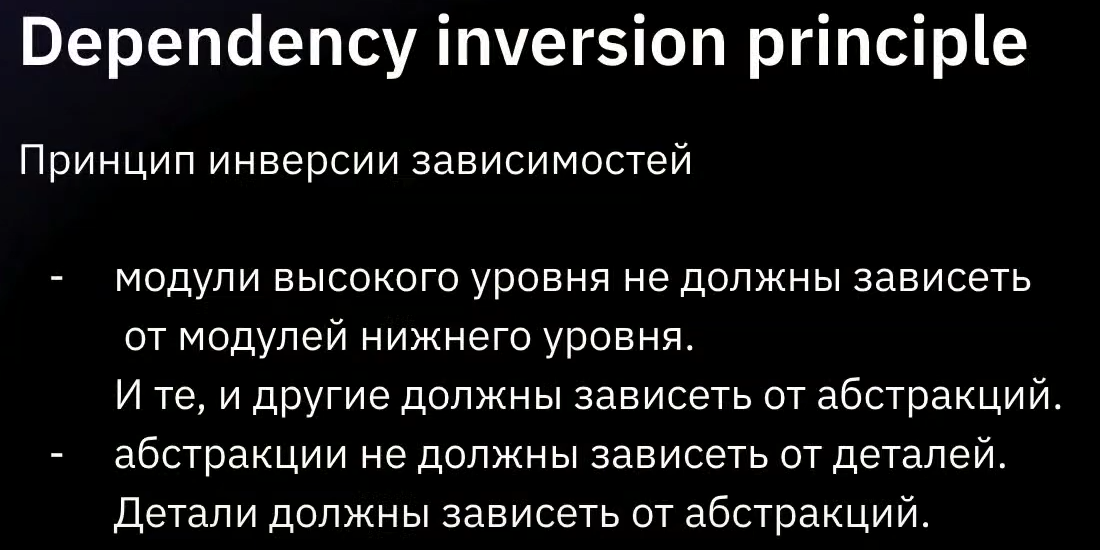 Dependency inversion principle
Принцип инверсии зависимостей
- модули высокого уровня не должны зависеть
от модулей нижнего уровня.
И те, и другие должны зависеть от абстракций.
- абстракции не должны зависеть от деталей.
Детали должны зависеть от абстракций.